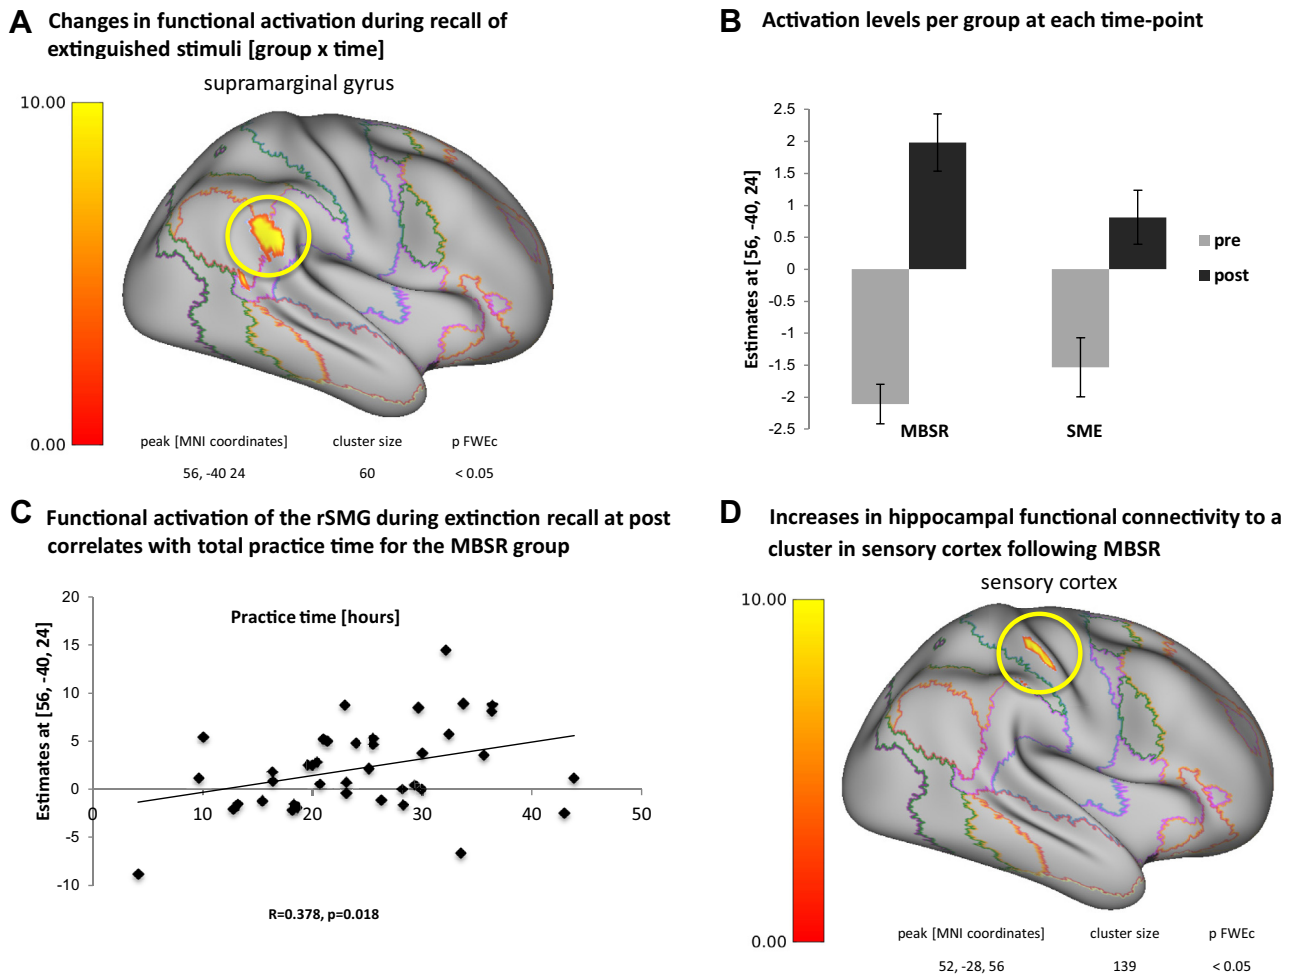 A Changes in functional activation during recall of
extinguished stimuli [group x time]
supramarginal gyrus
10.00
0.00
peak [MNI coordinates] cluster size p FWEc
56, -40 24 60 < 0.05
B Activation levels per group at each time-point
Estimates at [56, -40, 24]
2.5
2
1.5
1
0.5
0
-0.5
-1
-1.5
-2
-2.5
MBSR SME
pre
post
C Functional activation of the rSMG during extinction recall at post
correlates with total practice time for the MBSR group
Practice time [hours]
Estimates at [56, -40, 24]
20
15
10
5
0
-5
-10
0 10 20 30 40 50
R=0.378, p=0.018
D Increases in hippocampal functional connectivity to a
cluster in sensory cortex following MBSR
sensory cortex
10.00
0.00
peak [MNI coordinates] cluster size p FWEc
52, -28, 56 139 < 0.05